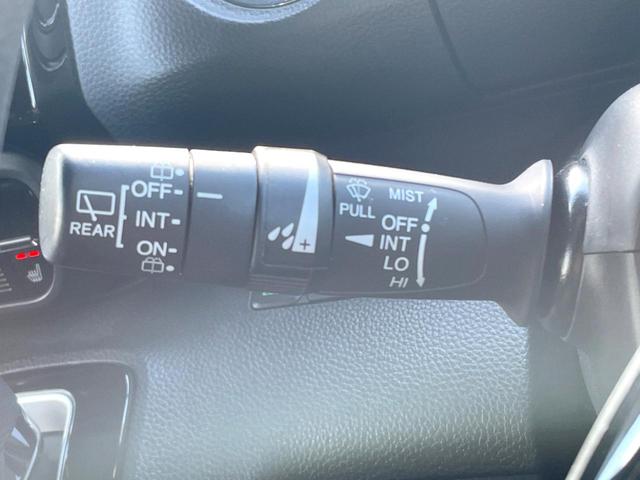 REAR
OFF
INT
ON
+
PULL
MIST
OFF
INT
LO
HI